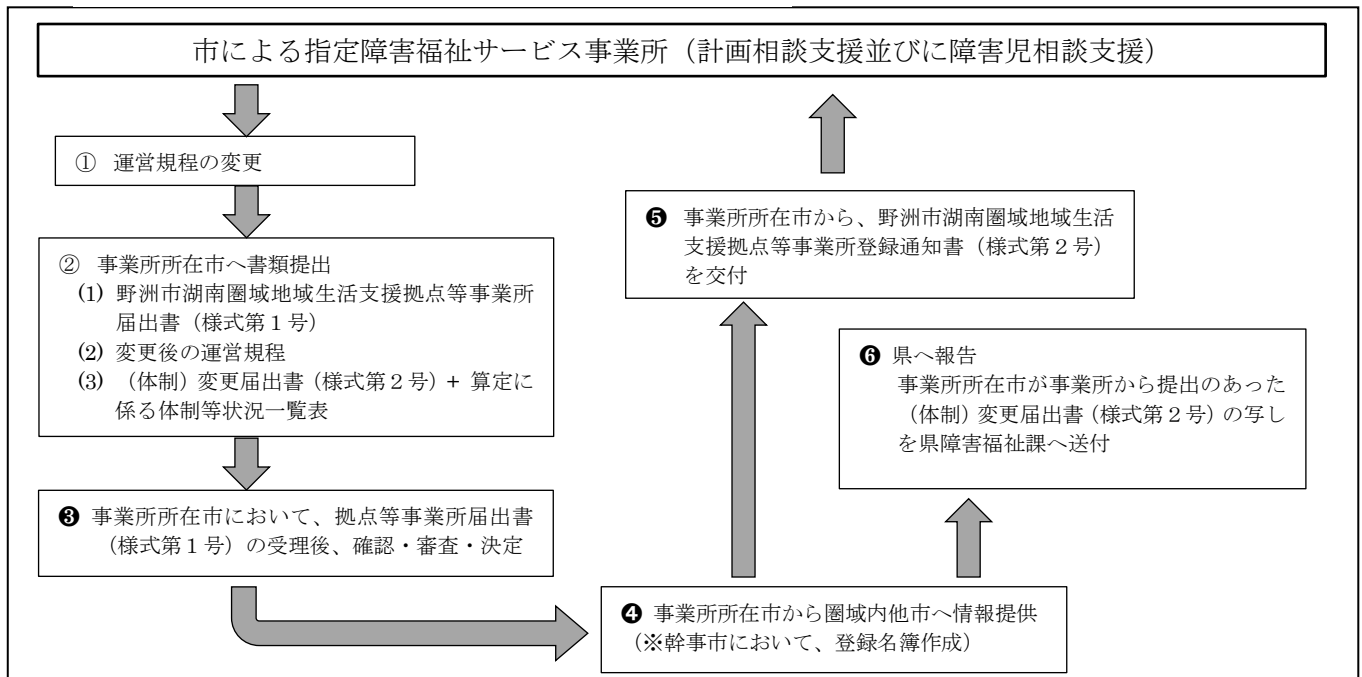 市による指定障害福祉サービス事業所（計画相談支援並びに障害児相談支援）
① 運営規程の変更
② 事業所所在市へ書類提出
(1) 野洲市湖南圏域地域生活支援拠点等事業所
届出書（様式第１号）
(2) 変更後の運営規程
(3) （体制）変更届出書（様式第２号）+ 算定に
係る体制等状況一覧表
❸ 事業所所在市において、拠点等事業所届出書
（様式第１号）の受理後、確認・審査・決定
❹ 事業所所在市から圏域内他市へ情報提供
（※幹事市において、登録名簿作成）
❺ 事業所所在市から、野洲市湖南圏域地域生活
支援拠点等事業所登録通知書（様式第２号）
を交付
❻ 県へ報告
事業所所在市が事業所から提出のあった
（体制）変更届出書（様式第２号）の写し
を県障害福祉課へ送付